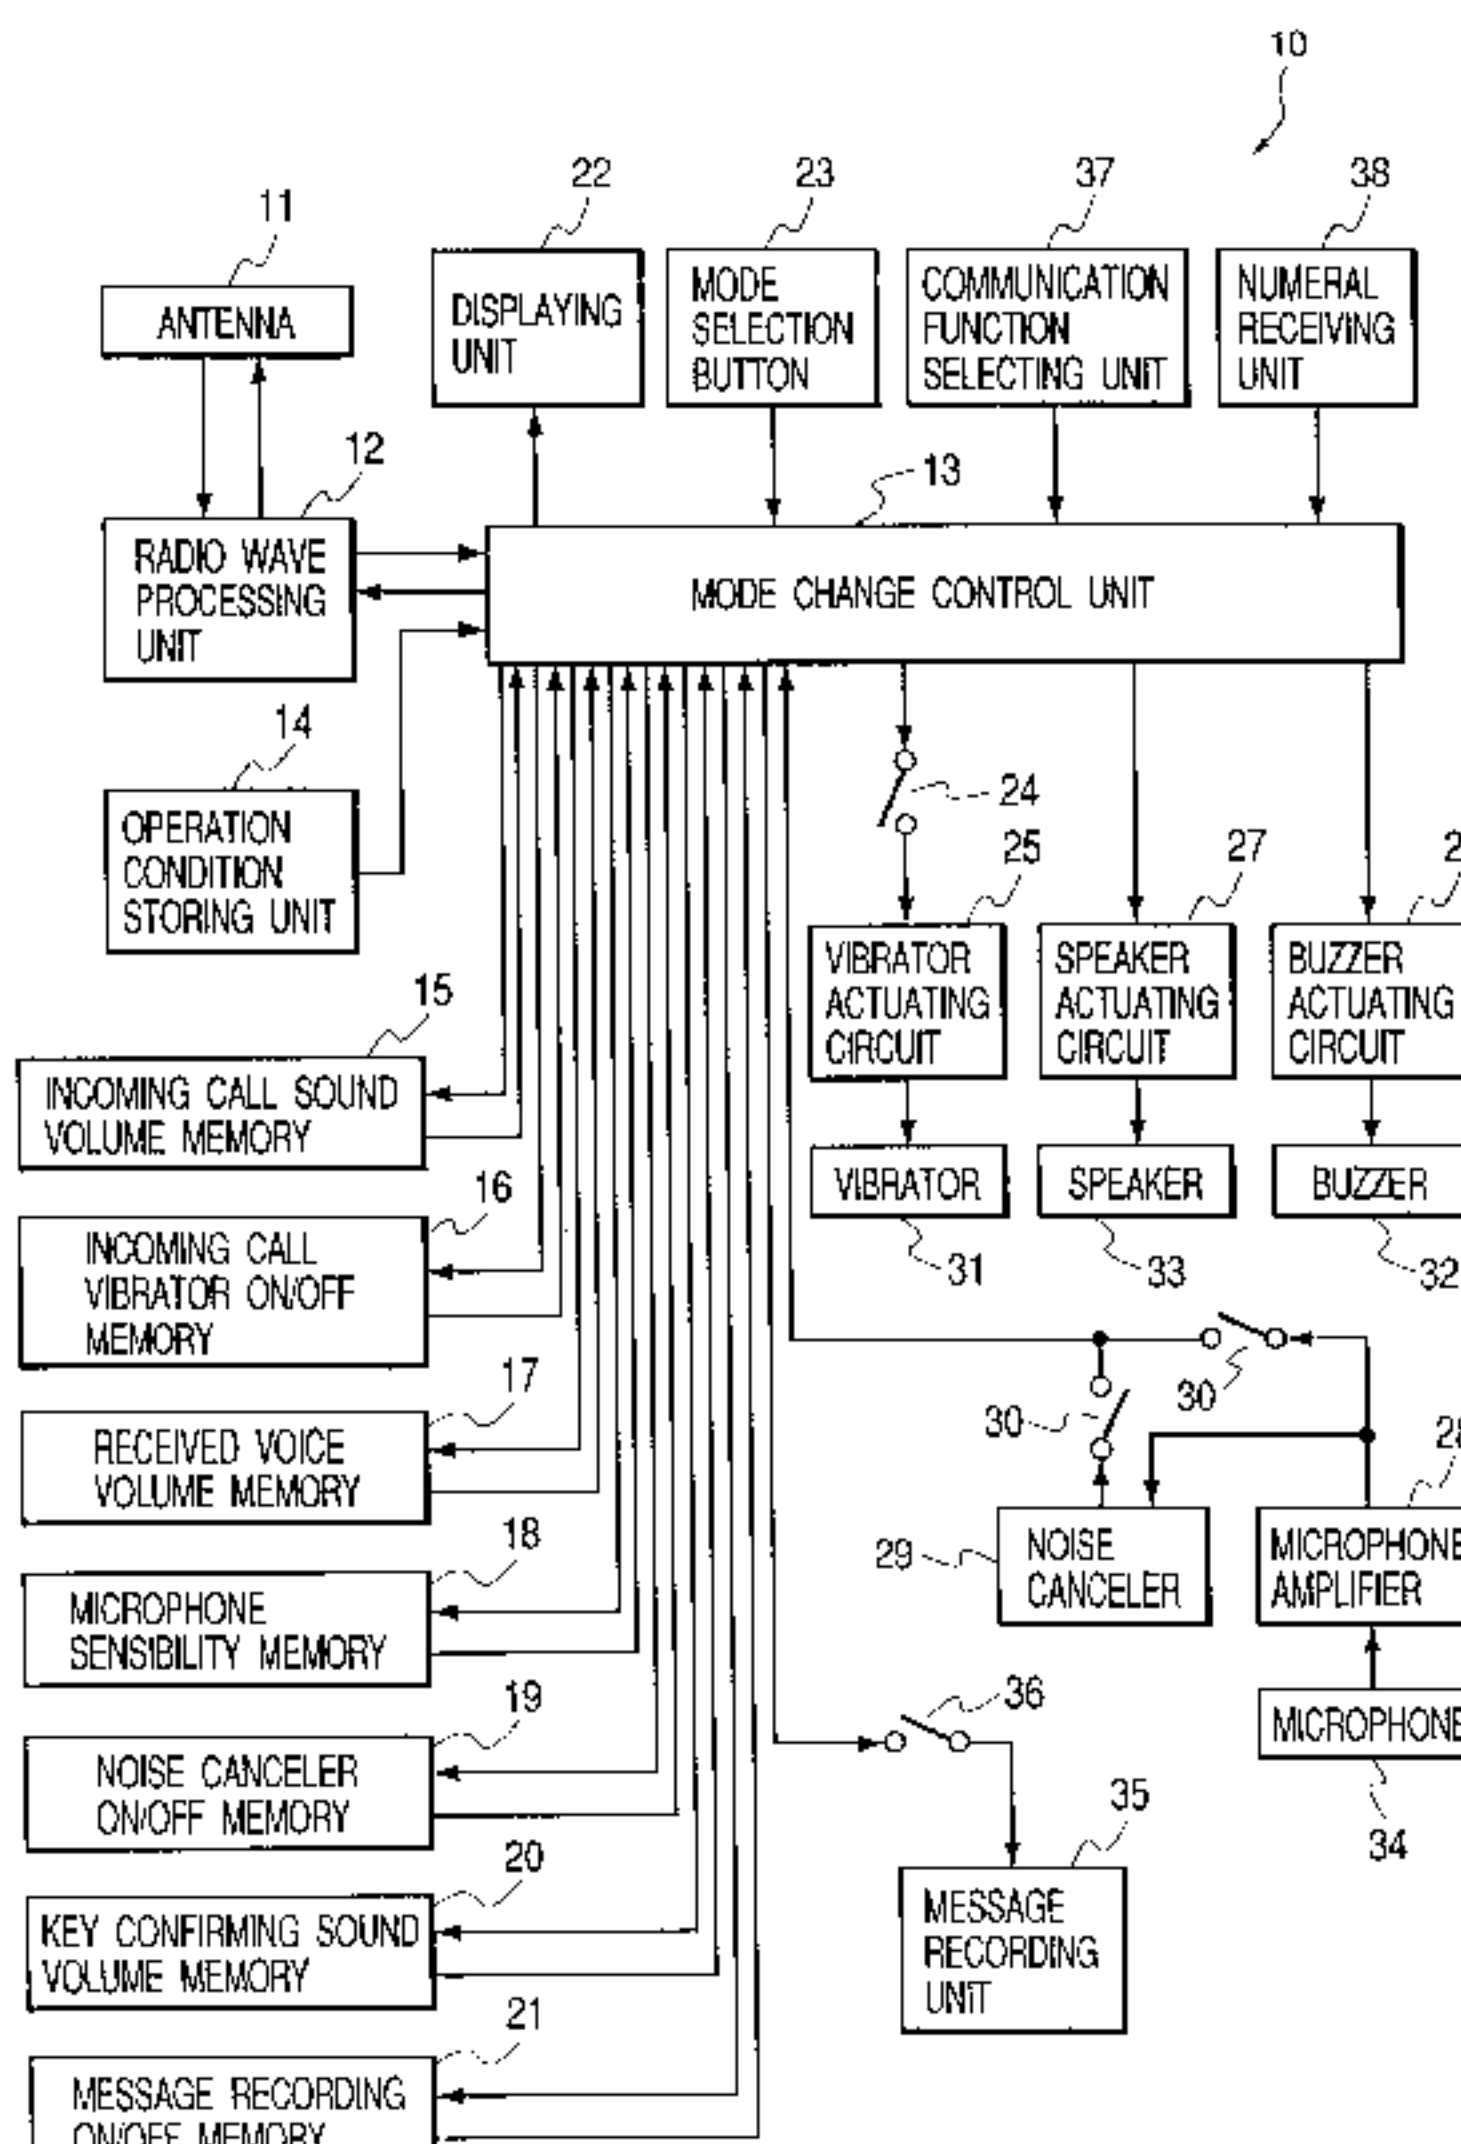 10
22
23
37
38
11
ANTENNA
DISPLAYING
UNIT
MODE
SELECTION
BUTTON
COMMUNICATION
FUNCTION
SELECTING UNIT
NUMERAL
RECEIVING
UNIT
12
13
RADIO WAVE
PROCESSING
UNIT
MODE CHANGE CONTROL UNIT
14
OPERATION
CONDITION
STORING UNIT
24
25
27
VIBRATOR
ACTUATING
CIRCUIT
SPEAKER
ACTUATING
CIRCUIT
BUZZER
ACTUATING
CIRCUIT
15
INCOMING CALL SOUND
VOLUME MEMORY
VIBRATOR
SPEAKER
BUZZER
31
33
32
16
INCOMING CALL
VIBRATOR ON/OFF
MEMORY
30
30
17
RECEIVED VOICE
VOLUME MEMORY
29
NOISE
CANCELER
MICROPHONE
AMPLIFIER
18
MICROPHONE
SENSIBILITY MEMORY
MICROPHONE
34
19
NOISE CANCELER
ON/OFF MEMORY
36
35
MESSAGE
RECORDING
UNIT
20
KEY CONFIRMING SOUND
VOLUME MEMORY
21
MESSAGE RECORDING
ON/OFF MEMORY